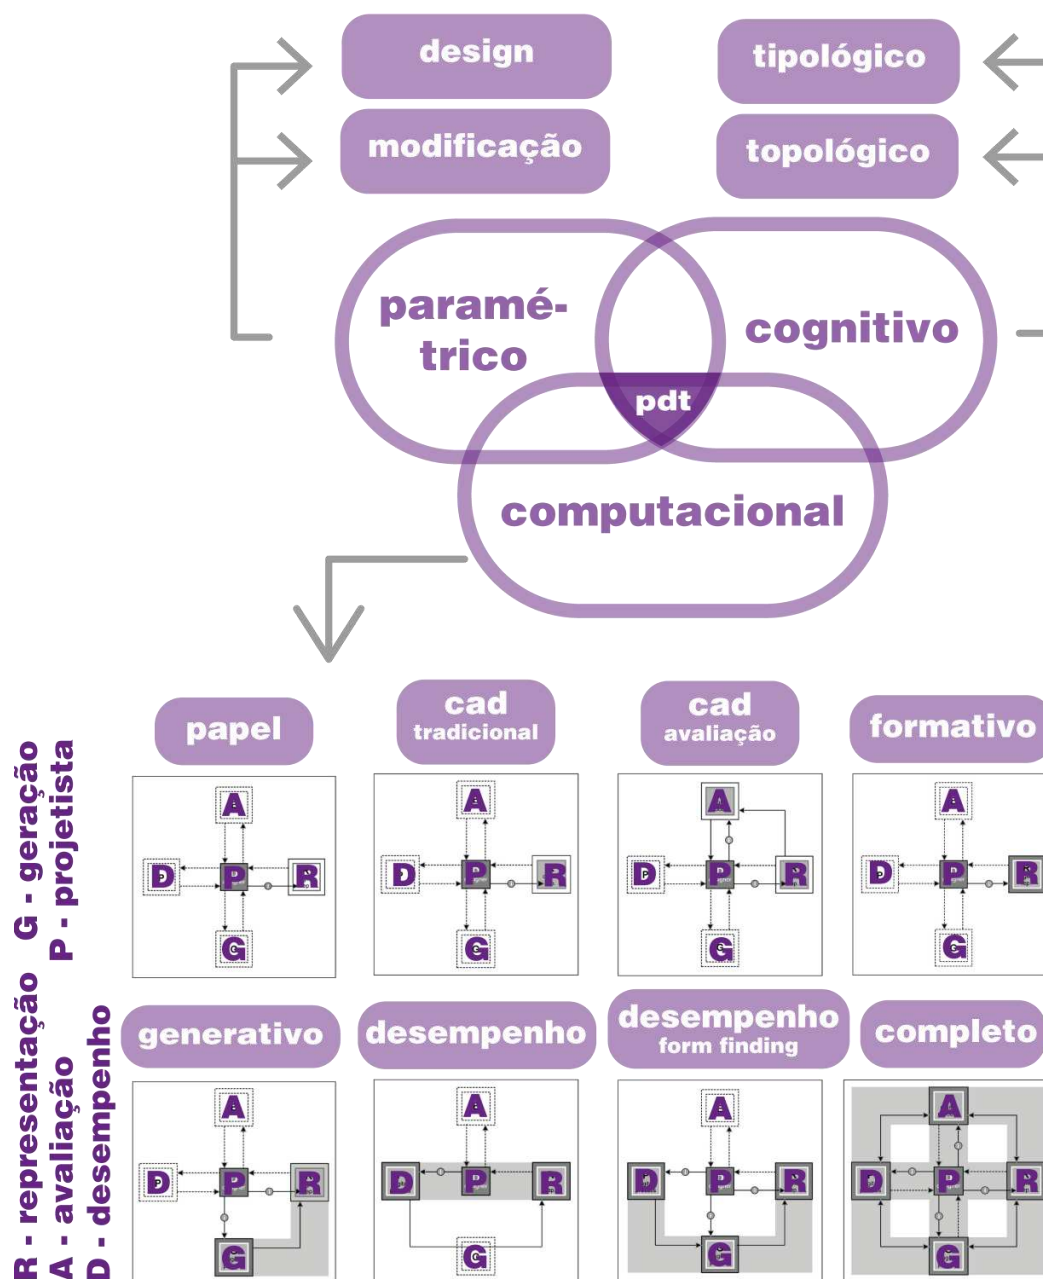 design
tipológico
modificação
topológico
paramé-
trico
cognitivo
pdt
computacional
papel
cad
tradicional
cad
avaliação
formativo
A
D P R
G
A
D P R
G
A
D P R
G
A
D P R
G
generativo
desempenho
desempenho
form finding
completo
A
D P R
G
A
D P R
G
A
D P R
G
A
D P R
G
R - representação G - geração
A - avaliação P - projetista
D - desempenho